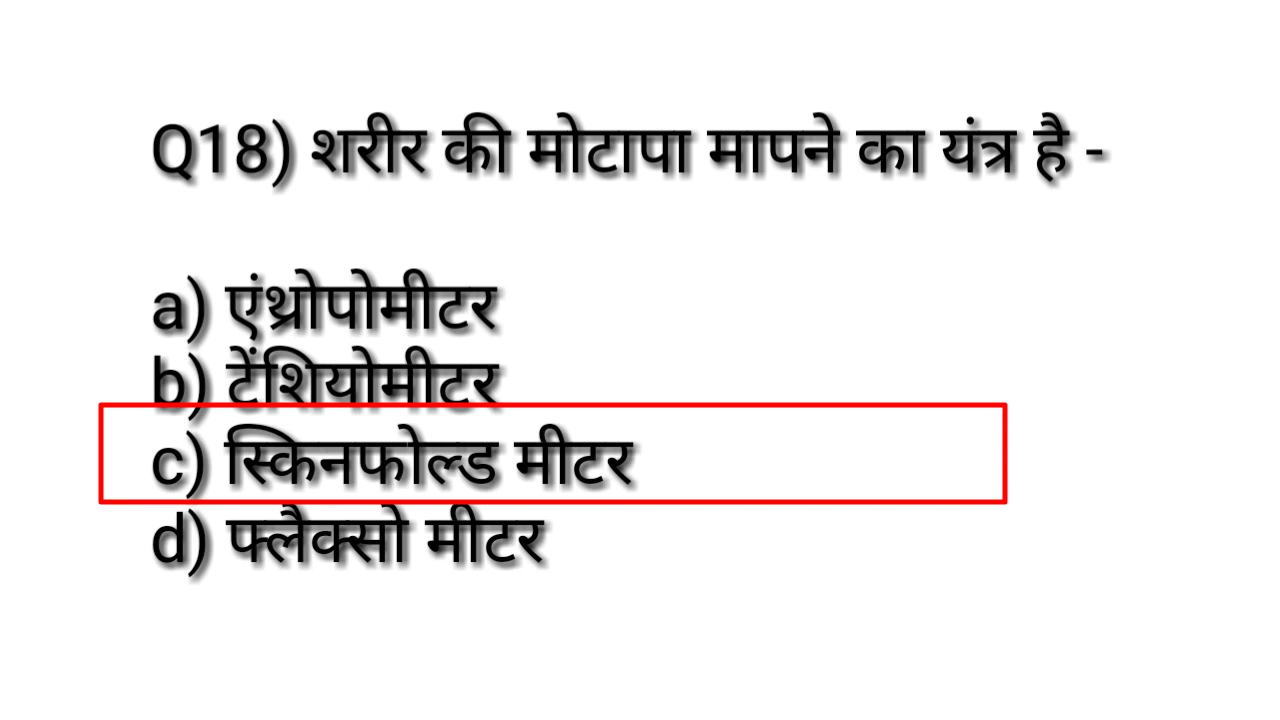 Q18) शरीर की मोटापा मापने का यंत्र है -
a) एंथ्रोपोमीटर
b) टेंशियोमीटर
c) स्किनफोल्ड मीटर
d) फ्लैक्सो मीटर